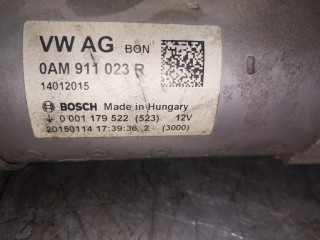 VW AG BON
0AM 911 023 R
14012015
BOSCH Made in Hungary
0 001 179 522 (523) 12V
20150114 17:39:36 2 (3000)